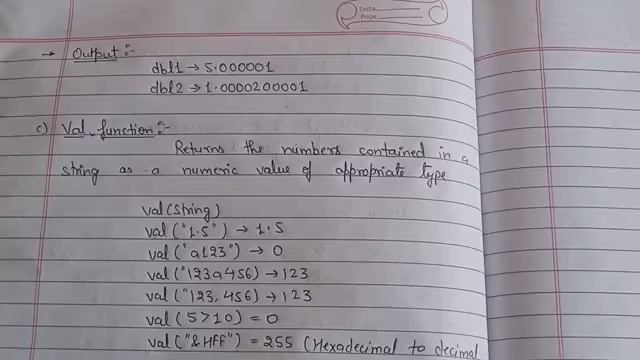 Date
Page
→ Output :-
dbl1 → 5.000001
dbl2 → 1.0000200001
c) Val function :-
Returns the numbers contained in a
string as a numeric value of appropriate type
val(string)
val("1.5") → 1.5
val("a123") → 0
val("123a456) → 123
val("123,456) → 123
val(5>10) = 0
val("&HFF") = 255 (Hexadecimal to decimal